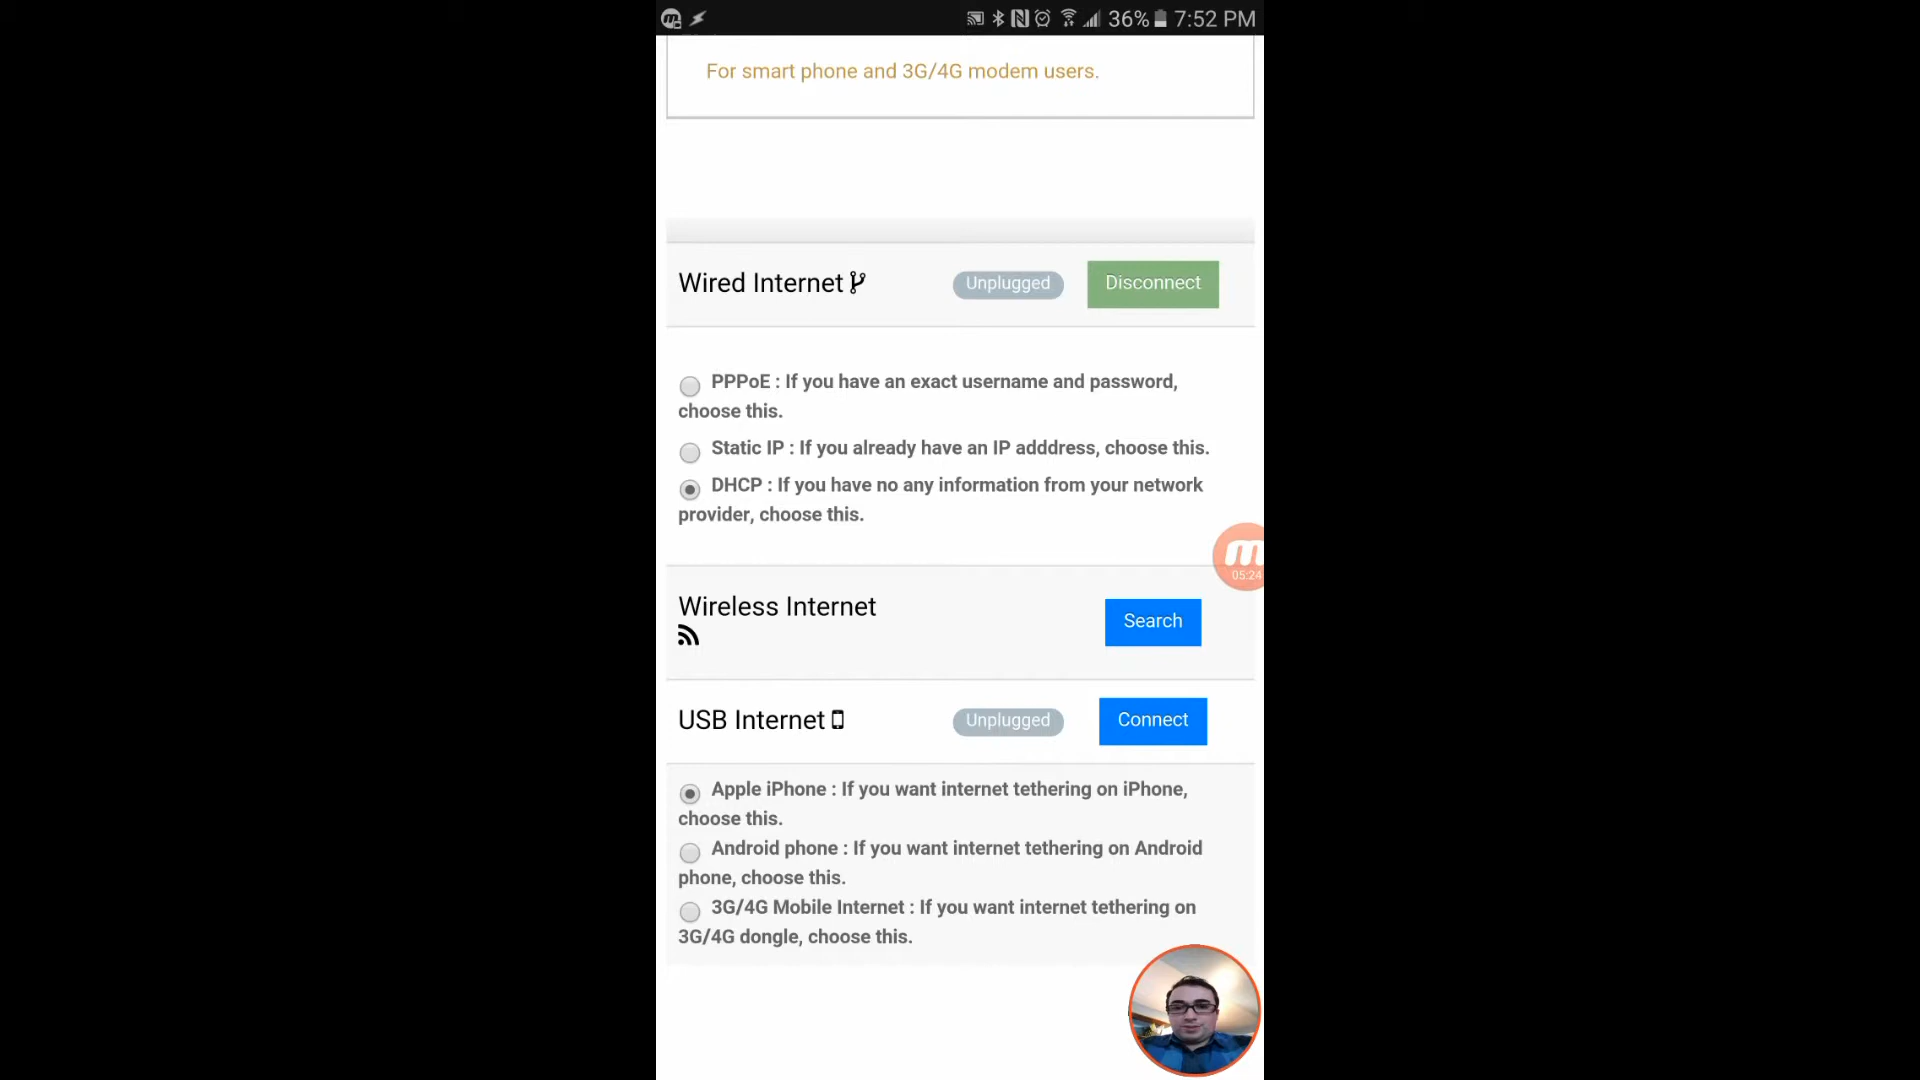 36% 7:52 PM
For smart phone and 3G/4G modem users.
Wired Internet Unplugged Disconnect
PPPoE : If you have an exact username and password,
choose this.
Static IP : If you already have an IP adddress, choose this.
DHCP : If you have no any information from your network
provider, choose this.
m
05:24
Wireless Internet
Search
USB Internet Unplugged Connect
Apple iPhone : If you want internet tethering on iPhone,
choose this.
Android phone : If you want internet tethering on Android
phone, choose this.
3G/4G Mobile Internet : If you want internet tethering on
3G/4G dongle, choose this.